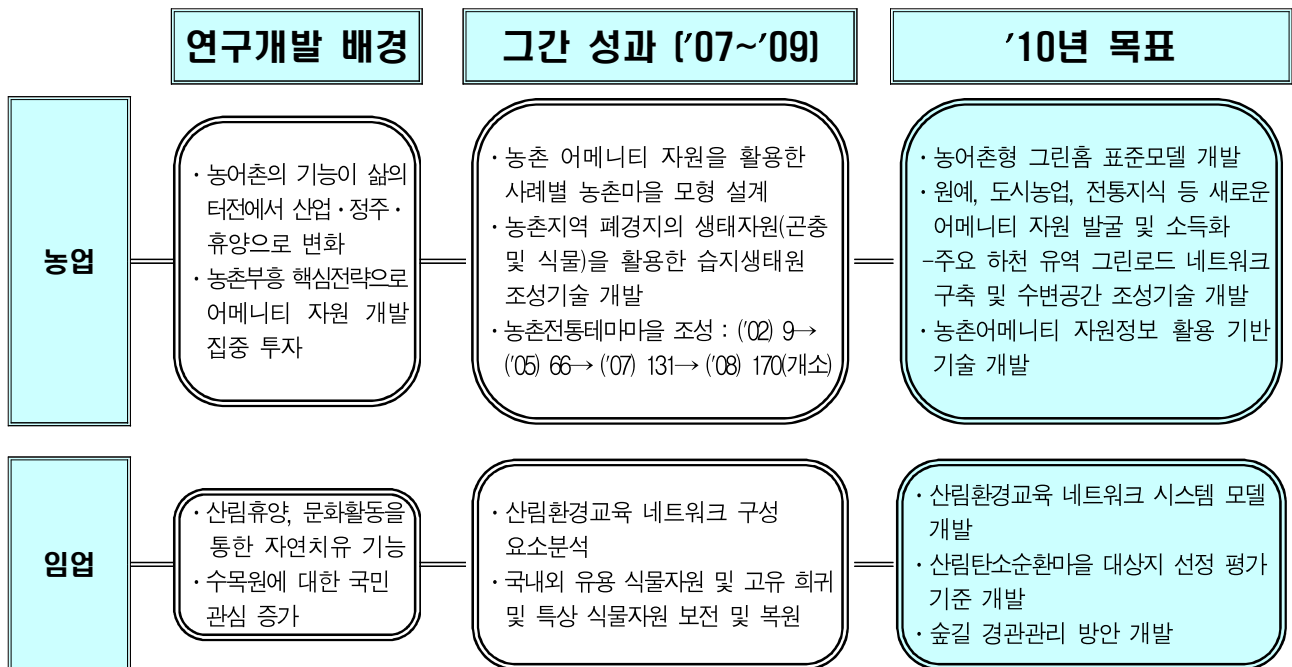 연구개발 배경
그간 성과 ('07~'09)
'10년 목표
농업
· 농어촌의 기능이 삶의
터전에서 산업·정주·
휴양으로 변화
· 농촌부흥 핵심전략으로
어메니티 자원 개발
집중 투자
· 농촌 어메니티 자원을 활용한
사례별 농촌마을 모형 설계
· 농촌지역 폐경지의 생태자원(곤충
및 식물)을 활용한 습지생태원
조성기술 개발
· 농촌전통테마마을 조성 : ('02) 9→
('05) 66→ ('07) 131→ ('08) 170(개소)
· 농어촌형 그린홈 표준모델 개발
· 원예, 도시농업, 전통지식 등 새로운
어메니티 자원 발굴 및 소득화
-주요 하천 유역 그린로드 네트워크
구축 및 수변공간 조성기술 개발
· 농촌어메니티 자원정보 활용 기반
기술 개발
임업
· 산림휴양, 문화활동을
통한 자연치유 기능
· 수목원에 대한 국민
관심 증가
· 산림환경교육 네트워크 구성
요소분석
· 국내외 유용 식물자원 및 고유 희귀
및 특상 식물자원 보전 및 복원
· 산림환경교육 네트워크 시스템 모델
개발
· 산림탄소순환마을 대상지 선정 평가
기준 개발
· 숲길 경관관리 방안 개발